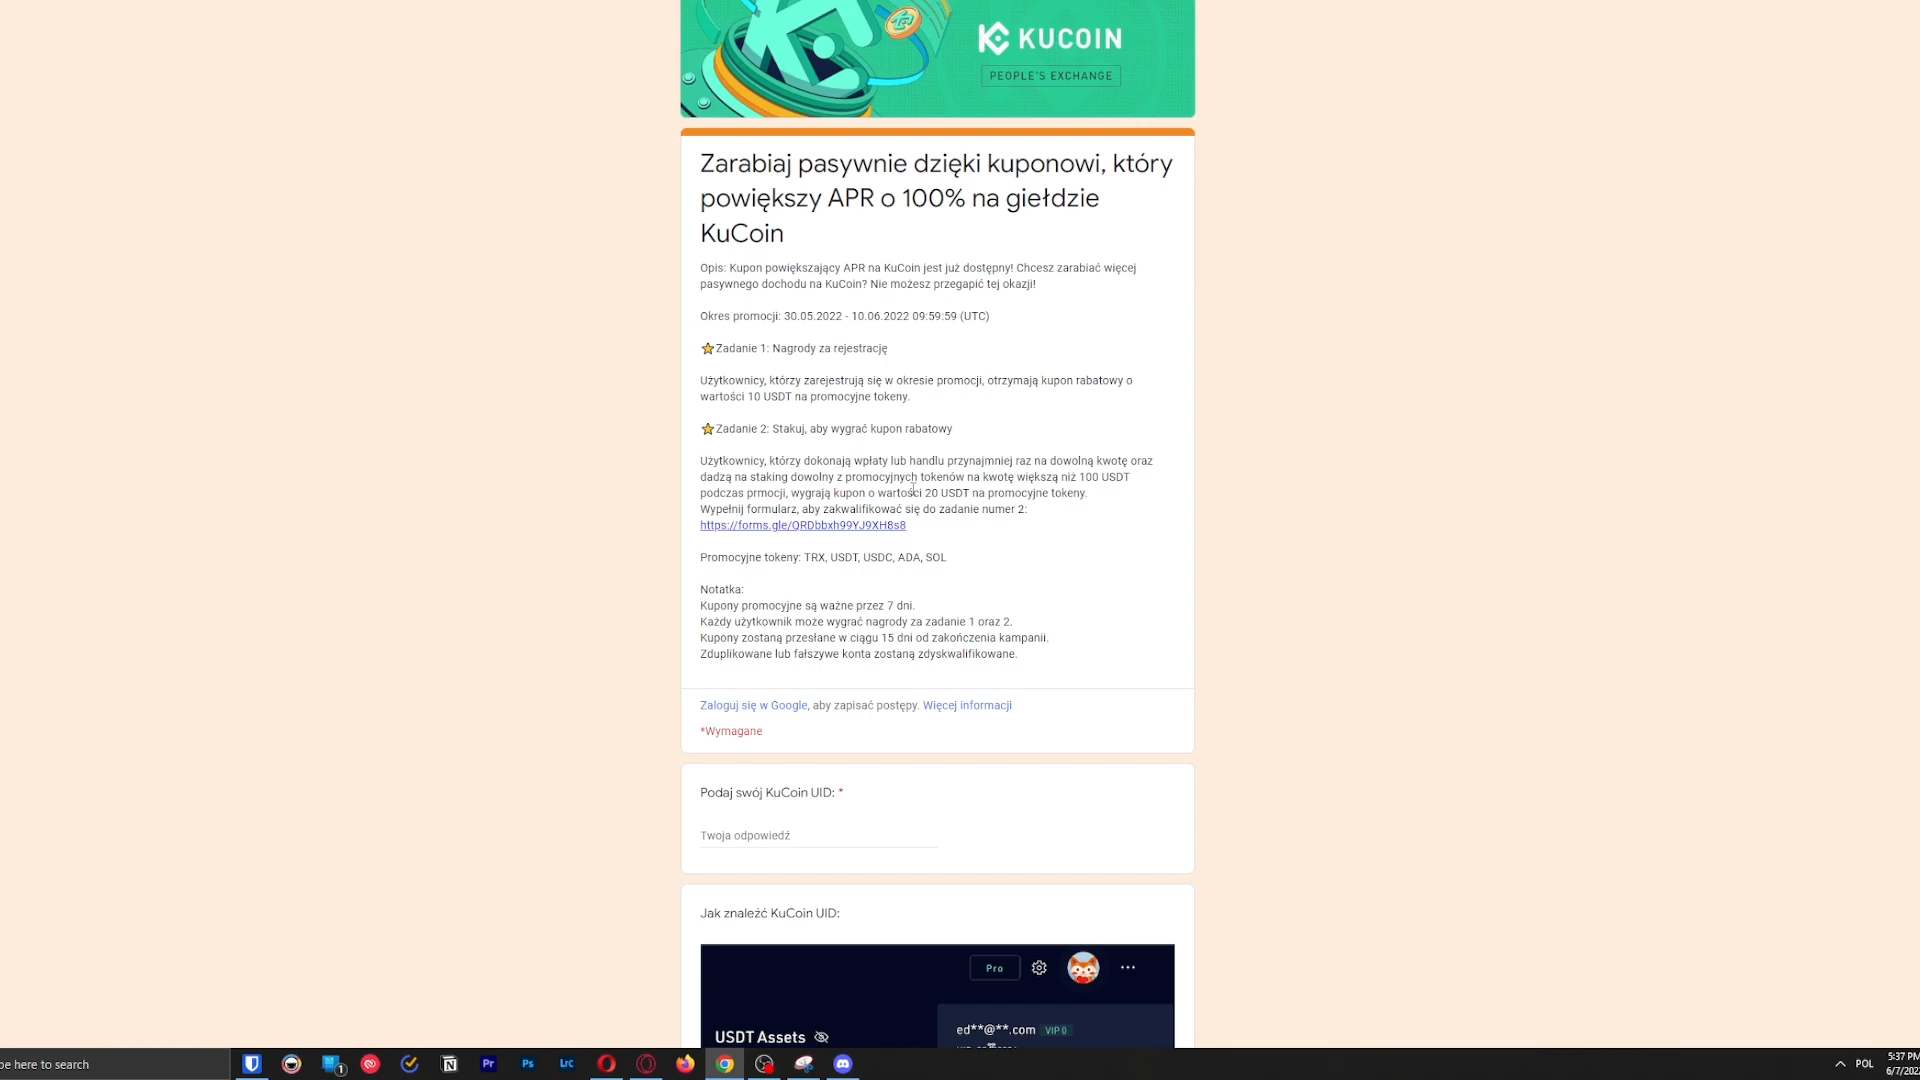 KUCOIN
PEOPLE'S EXCHANGE
Zarabiaj pasywnie dzięki kuponowi, który
powiększy APR o 100% na giełdzie
KuCoin
Opis: Kupon powiększający APR na KuCoin jest już dostępny! Chcesz zarabiać więcej
pasywnego dochodu na KuCoin? Nie możesz przegapić tej okazji!
Okres promocji: 30.05.2022 - 10.06.2022 09:59:59 (UTC)
⭐Zadanie 1: Nagrody za rejestrację
Użytkownicy, którzy zarejestrują się w okresie promocji, otrzymają kupon rabatowy o
wartości 10 USDT na promocyjne tokeny.
⭐Zadanie 2: Stakuj, aby wygrać kupon rabatowy
Użytkownicy, którzy dokonają wpłaty lub handlu przynajmniej raz na dowolną kwotę oraz
dadzą na staking dowolny z promocyjnych tokenów na kwotę większą niż 100 USDT
podczas prmocji, wygrają kupon o wartości 20 USDT na promocyjne tokeny.
Wypełnij formularz, aby zakwalifikować się do zadanie numer 2:
https://forms.gle/QRDbbxh99YJ9XH8s8
Promocyjne tokeny: TRX, USDT, USDC, ADA, SOL
Notatka:
Kupony promocyjne są ważne przez 7 dni.
Każdy użytkownik może wygrać nagrody za zadanie 1 oraz 2.
Kupony zostaną przesłane w ciągu 15 dni od zakończenia kampanii.
Zduplikowane lub fałszywe konta zostaną zdyskwalifikowane.
Zaloguj się w Google, aby zapisać postępy. Więcej informacji
*Wymagane
Podaj swój KuCoin UID: *
Twoja odpowiedź
Jak znaleźć KuCoin UID:
Pro
USDT Assets
ed**@**.com VIP 0
pe here to search
1
Pr
Ps
Lrc
POL
5:37 PM
6/7/202